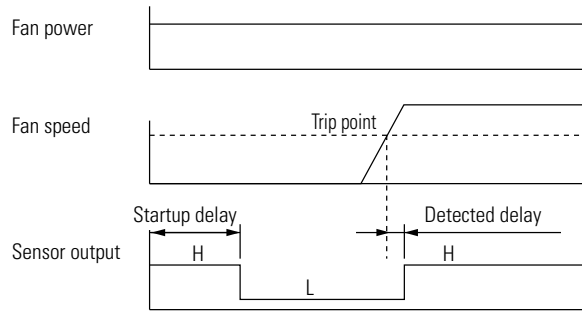 Fan power
Fan speed
Trip point
Startup delay
Detected delay
Sensor output
H
H
L